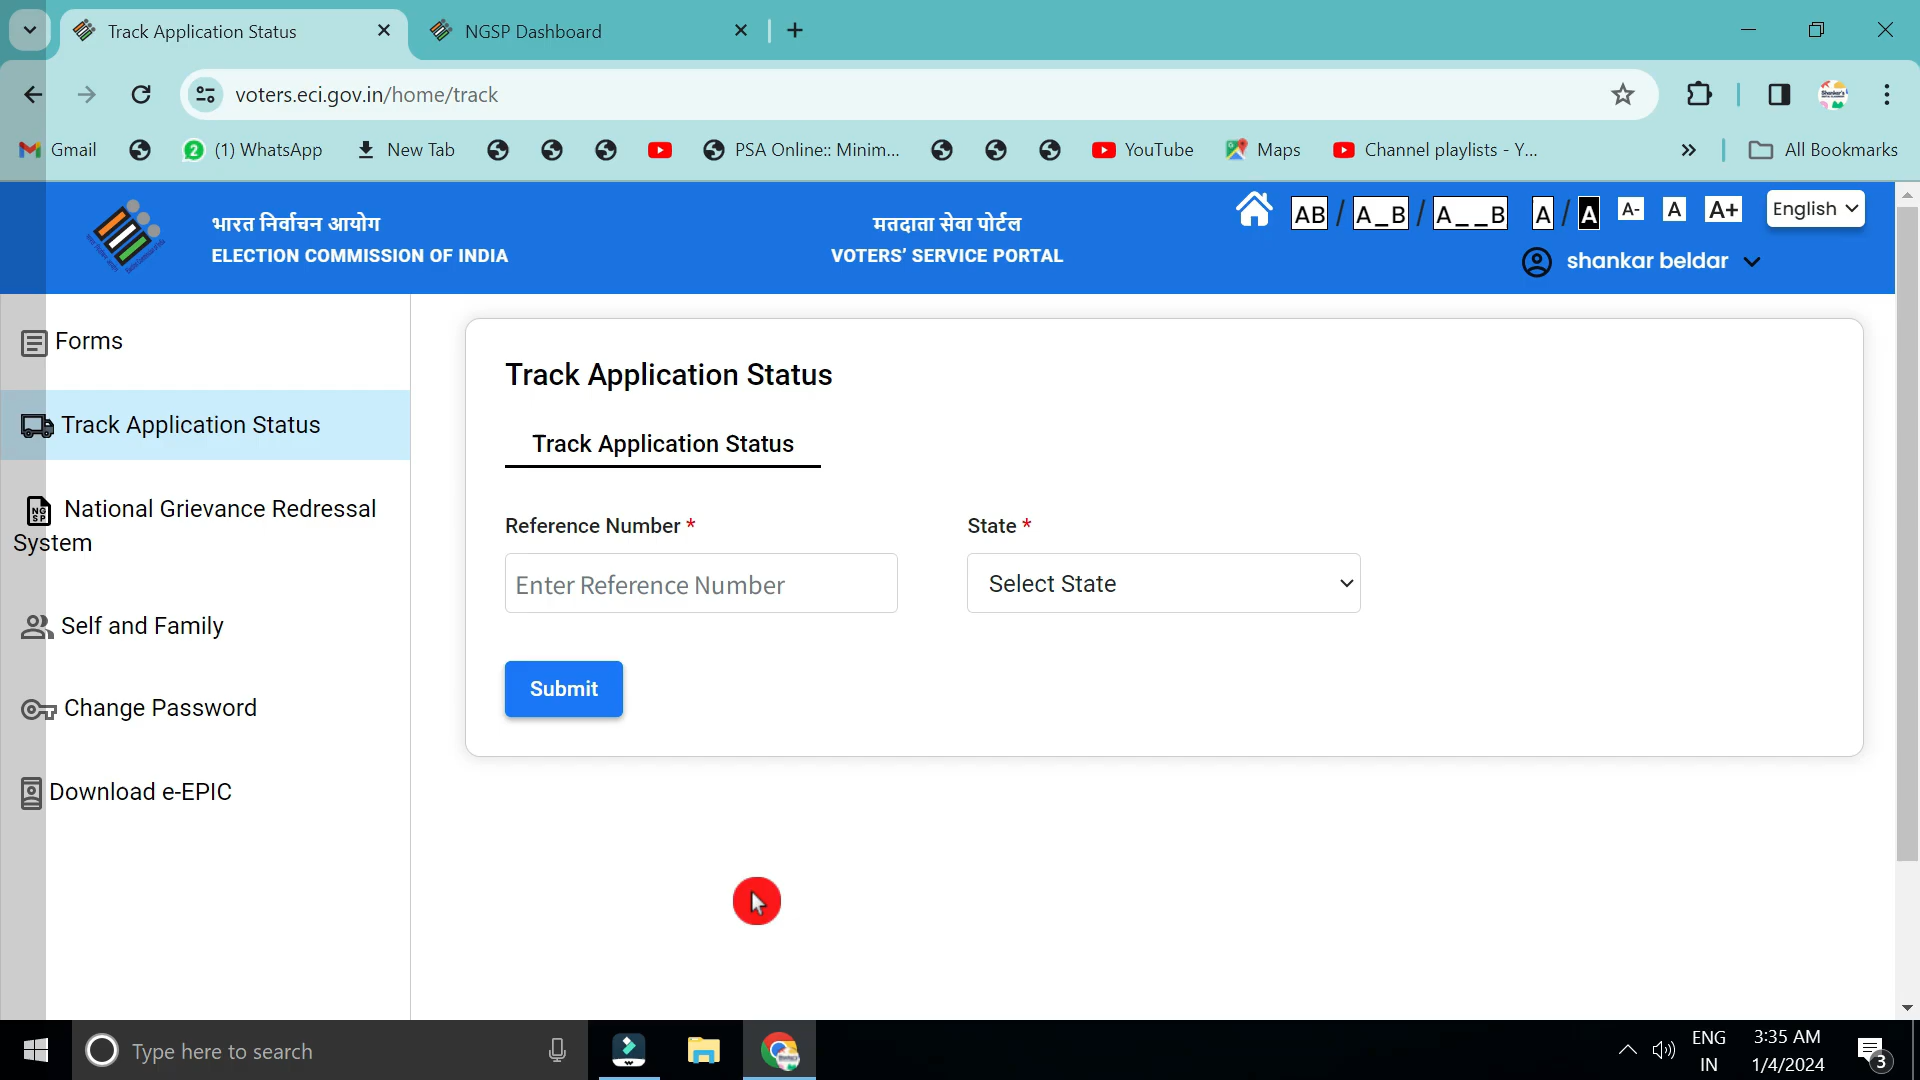 Track Application Status
NGSP Dashboard
voters.eci.gov.in/home/track
Gmail
2
(1) WhatsApp
New Tab
PSA Online:: Minim...
YouTube
Maps
Channel playlists - Y...
»
All Bookmarks
भारत निर्वाचन आयोग
ELECTION COMMISSION OF INDIA
मतदाता सेवा पोर्टल
VOTERS' SERVICE PORTAL
AB / A_B / A__B A / A A- A A+
English
shankar beldar
Forms
Track Application Status
NGSP National Grievance Redressal
System
Self and Family
Change Password
Download e-EPIC
Track Application Status
Track Application Status
Reference Number *
State *
Enter Reference Number
Select State
Submit
Type here to search
ENG
IN
3:35 AM
1/4/2024
3